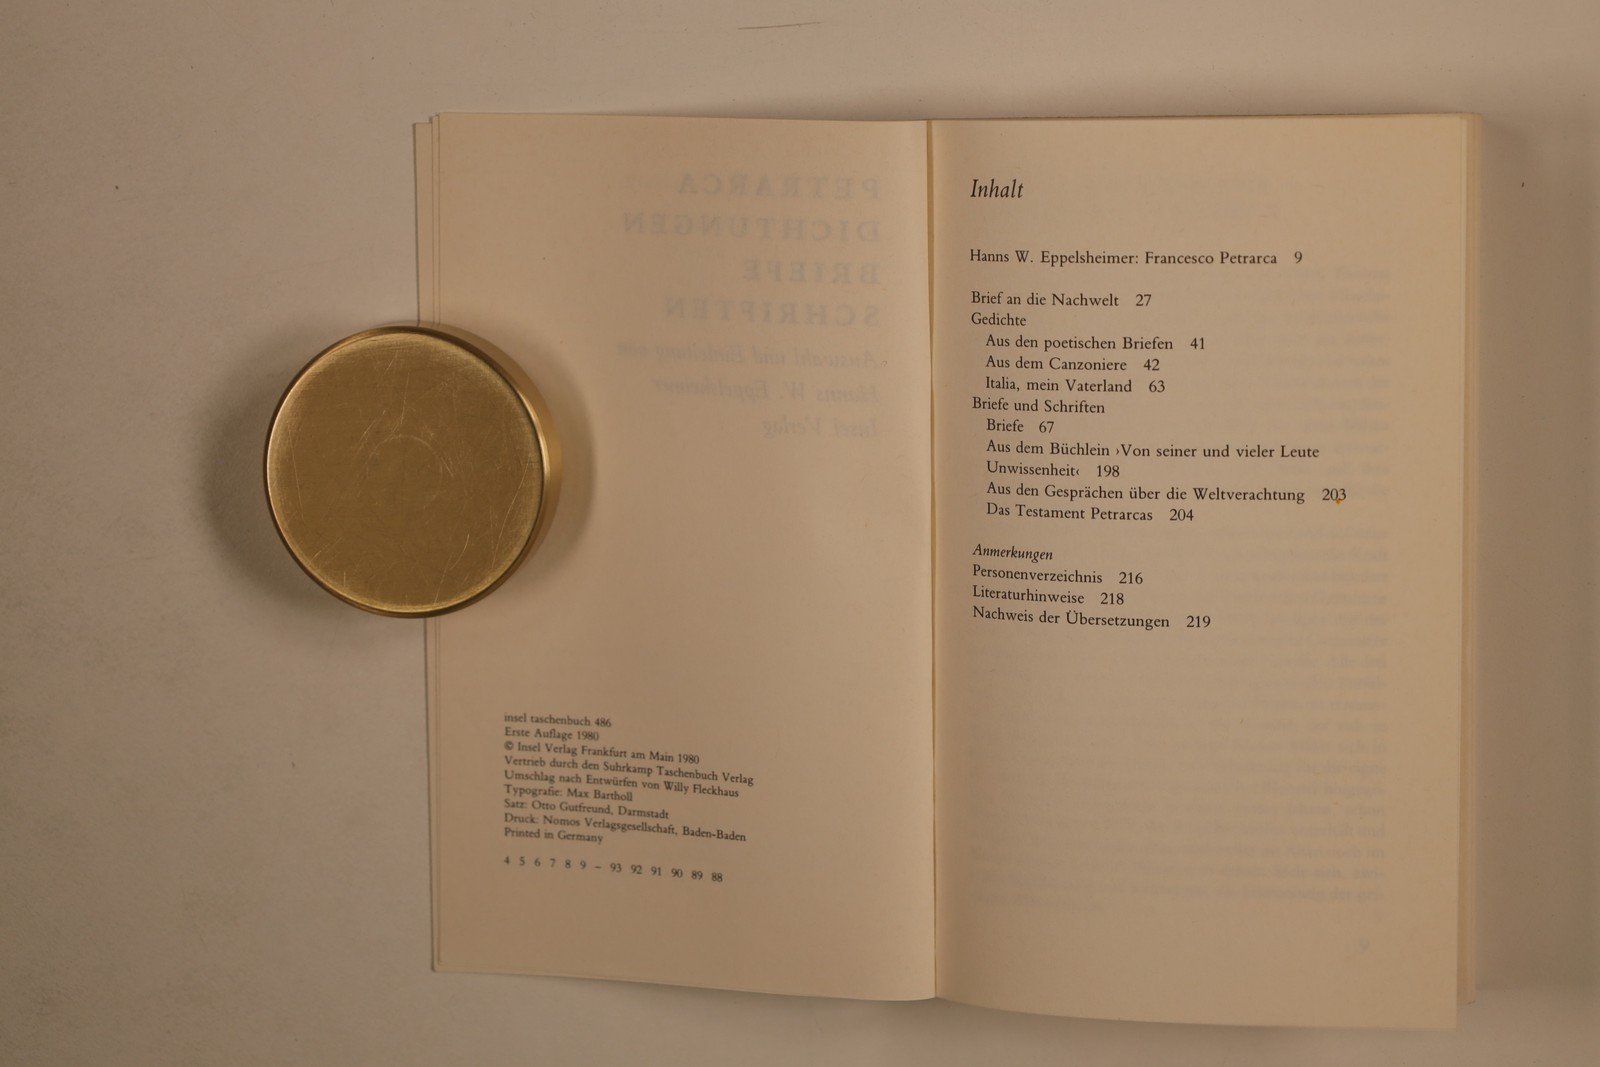 insel taschenbuch 486
Erste Auflage 1980
© Insel Verlag Frankfurt am Main 1980
Vertrieb durch den Suhrkamp Taschenbuch Verlag
Umschlag nach Entwürfen von Willy Fleckhaus
Typografie: Max Bartholl
Satz: Otto Gutfreund, Darmstadt
Druck: Nomos Verlagsgesellschaft, Baden-Baden
Printed in Germany
4 5 6 7 8 9 – 93 92 91 90 89 88
Inhalt
Hanns W. Eppelsheimer: Francesco Petrarca 9
Brief an die Nachwelt 27
Gedichte
Aus den poetischen Briefen 41
Aus dem Canzoniere 42
Italia, mein Vaterland 63
Briefe und Schriften
Briefe 67
Aus dem Büchlein ›Von seiner und vieler Leute
Unwissenheit‹ 198
Aus den Gesprächen über die Weltverachtung 203
Das Testament Petrarcas 204
Anmerkungen
Personenverzeichnis 216
Literaturhinweise 218
Nachweis der Übersetzungen 219